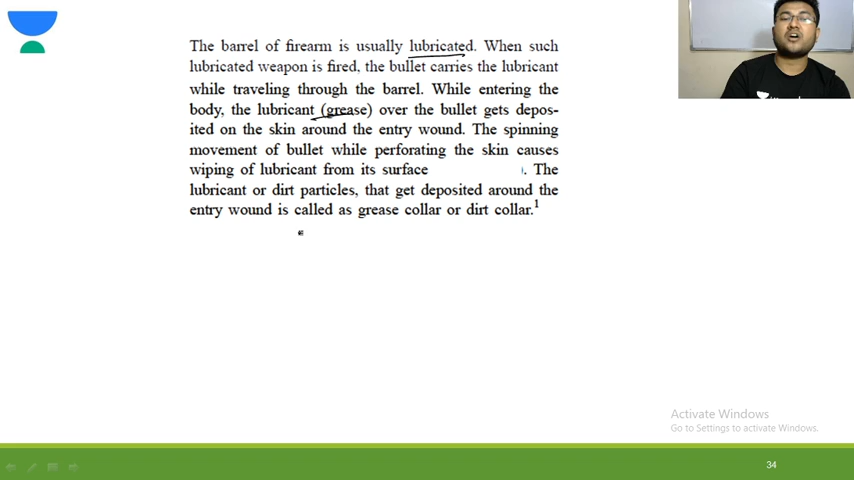 The barrel of firearm is usually lubricated. When such
lubricated weapon is fired, the bullet carries the lubricant
while traveling through the barrel. While entering the
body, the lubricant (grease) over the bullet gets depos-
ited on the skin around the entry wound. The spinning
movement of bullet while perforating the skin causes
wiping of lubricant from its surface ). The
lubricant or dirt particles, that get deposited around the
entry wound is called as grease collar or dirt collar.1
Activate Windows
Go to Settings to activate Windows.
34